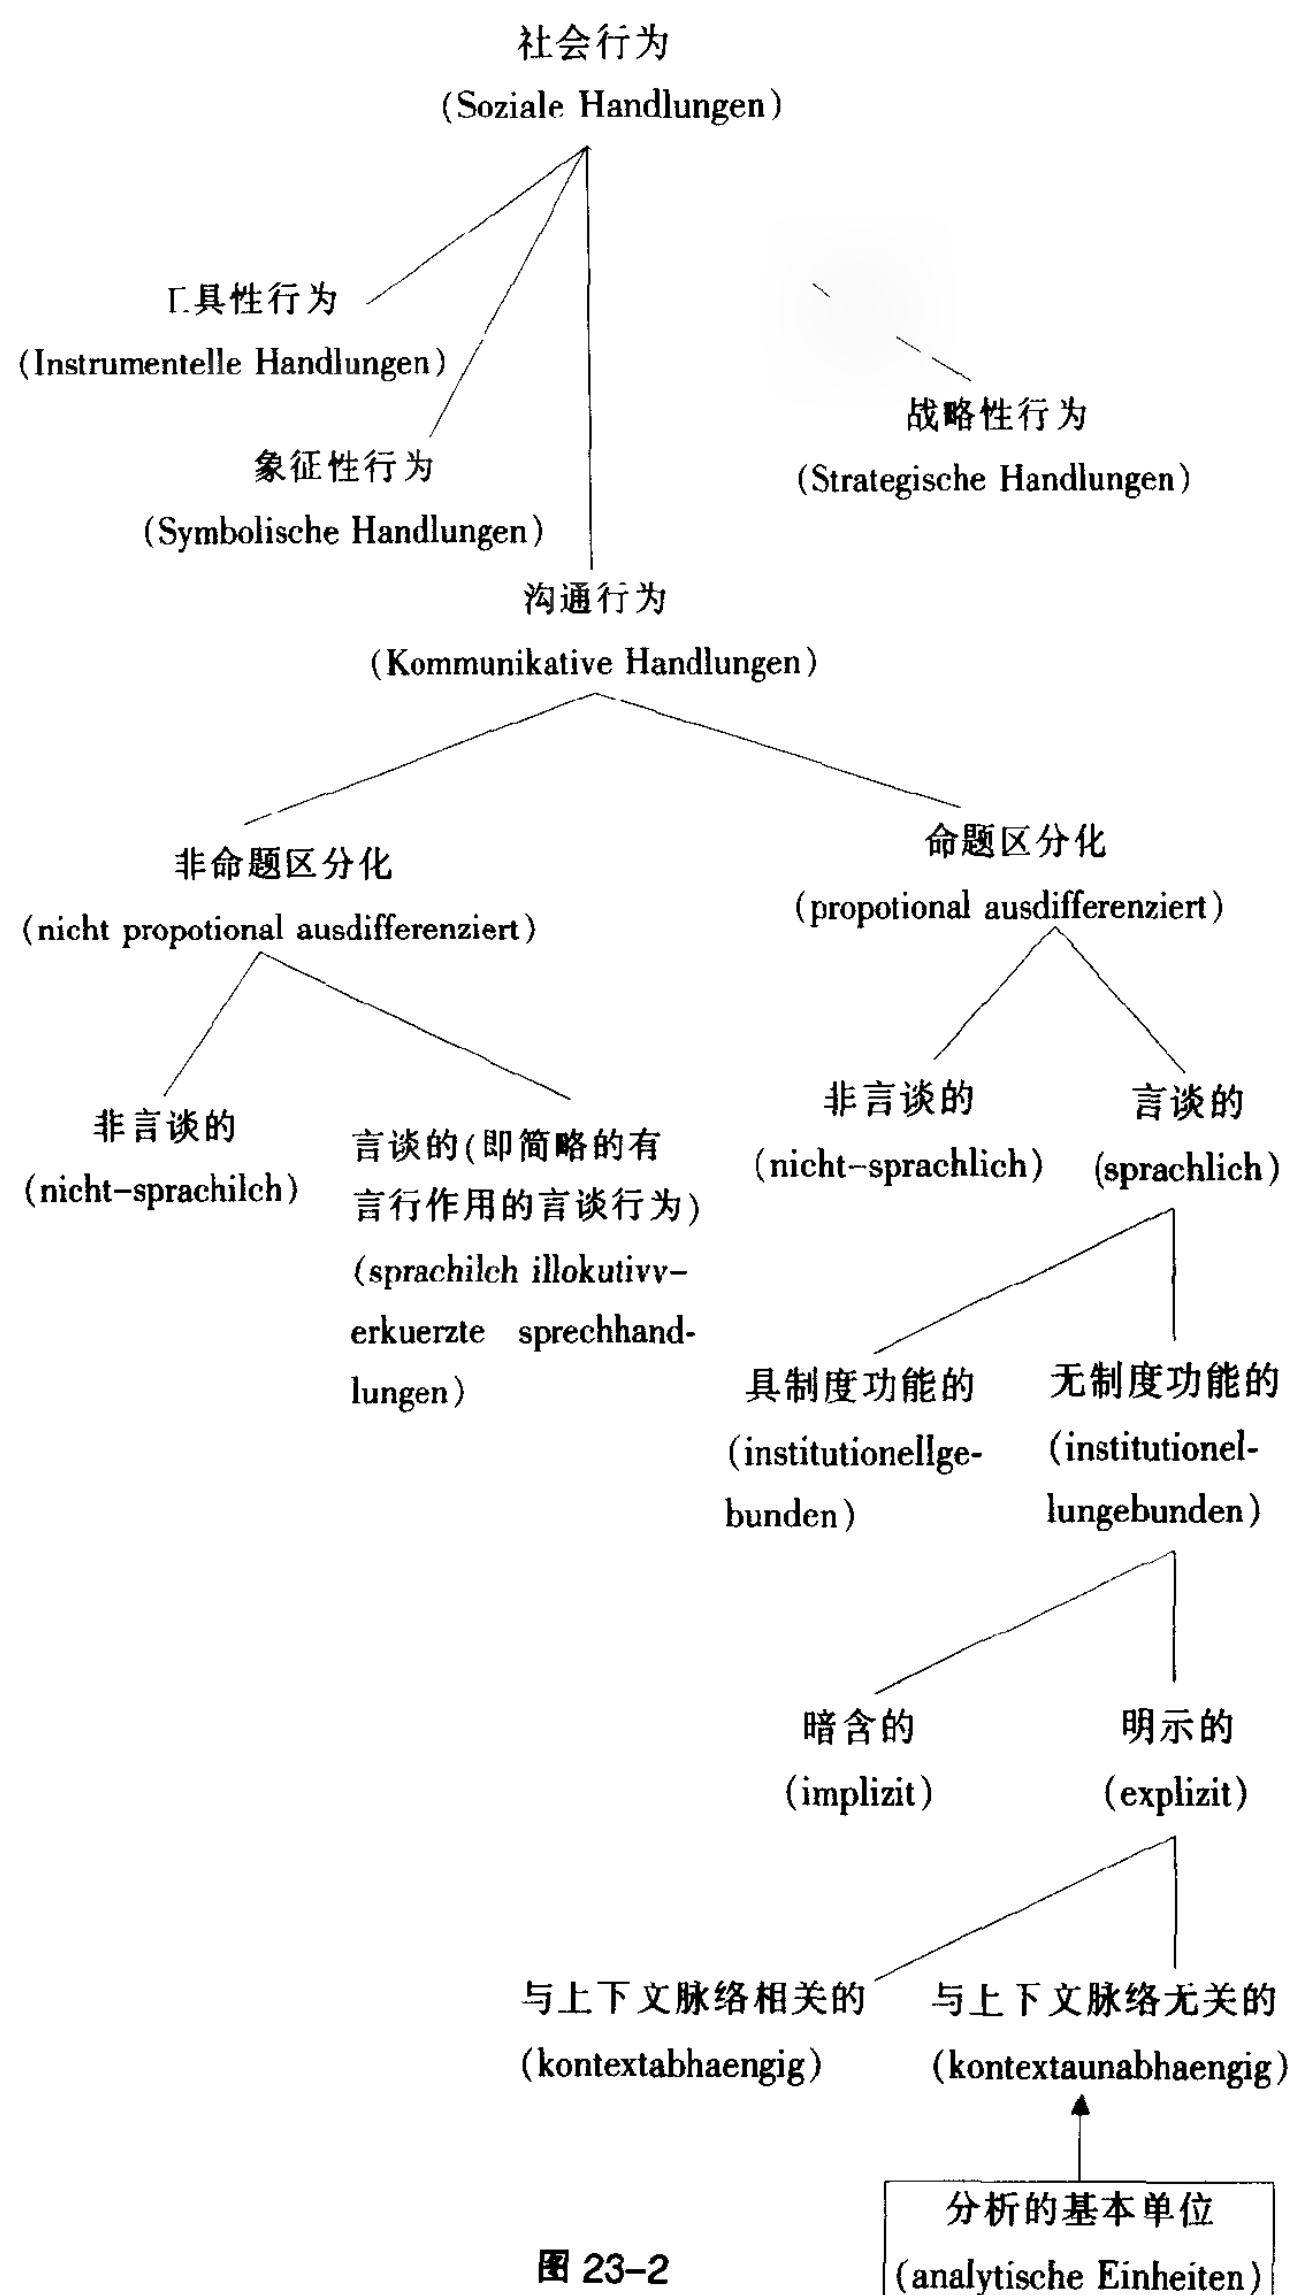 社会行为
(Soziale Handlungen)
工具性行为
(Instrumentelle Handlungen)
战略性行为
(Strategische Handlungen)
象征性行为
(Symbolische Handlungen)
沟通行为
(Kommunikative Handlungen)
非命题区分化
(nicht propotional ausdifferenziert)
命题区分化
(propotional ausdifferenziert)
非言谈的
(nicht-sprachilch)
言谈的(即简略的有
言行作用的言谈行为)
(sprachilch illokutivv-
erkuerzte sprechhand-
lungen)
非言谈的
(nicht-sprachlich)
言谈的
(sprachlich)
具制度功能的
(institutionellge-
bunden)
无制度功能的
(institutionel-
lungebunden)
暗含的
(implizit)
明示的
(explizit)
与上下文脉络相关的
(kontextabhaengig)
与上下文脉络无关的
(kontextaunabhaengig)
分析的基本单位
(analytische Einheiten)
图 23-2